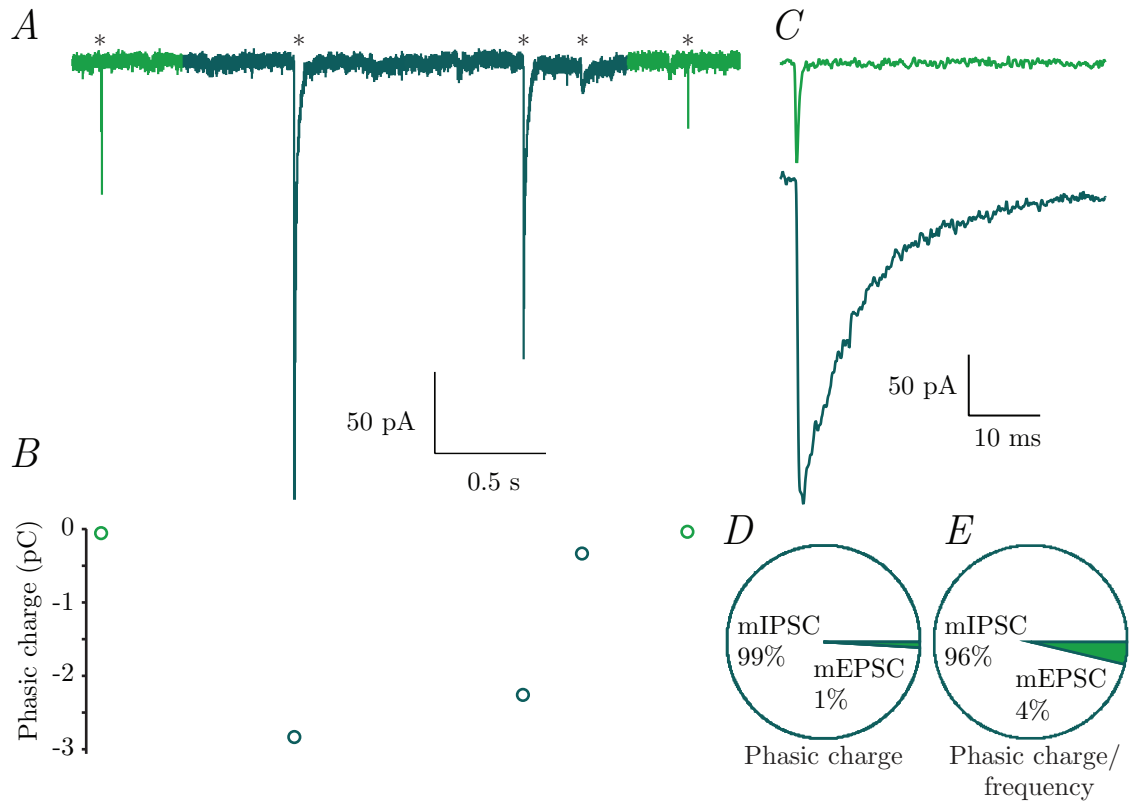 A
* * * * *
50 pA
0.5 s
B
Phasic charge (pC)
0
-1
-2
-3
C
50 pA
10 ms
D
mIPSC
99%
mEPSC
1%
Phasic charge
E
mIPSC
96%
mEPSC
4%
Phasic charge/
frequency